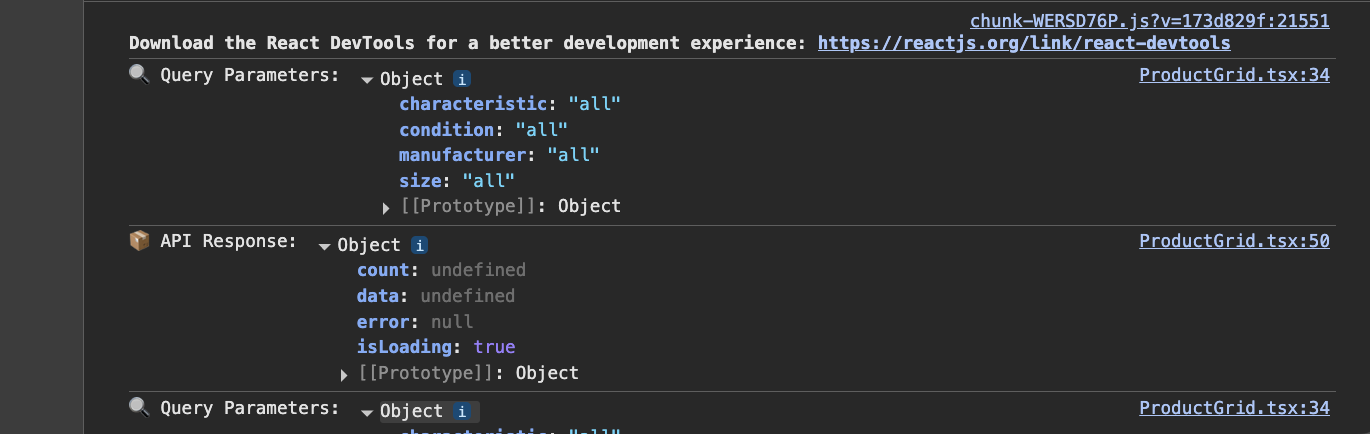 chunk-WERSD76P.js?v=173d829f:21551
Download the React DevTools for a better development experience: https://reactjs.org/link/react-devtools
🔍 Query Parameters: ▼ Object i ProductGrid.tsx:34
characteristic: "all"
condition: "all"
manufacturer: "all"
size: "all"
▶ [[Prototype]]: Object
📦 API Response: ▼ Object i ProductGrid.tsx:50
count: undefined
data: undefined
error: null
isLoading: true
▶ [[Prototype]]: Object
🔍 Query Parameters: ▼ Object i ProductGrid.tsx:34
characteristic: "all"